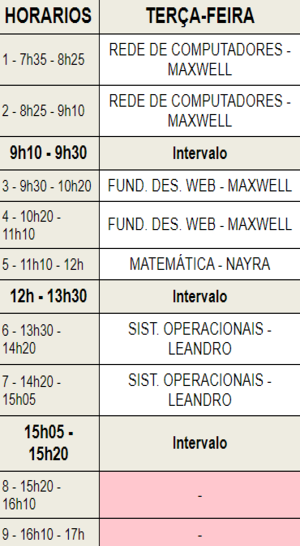 HORARIOS TERÇA-FEIRA
1 - 7h35 - 8h25 REDE DE COMPUTADORES -
MAXWELL
2 - 8h25 - 9h10 REDE DE COMPUTADORES -
MAXWELL
9h10 - 9h30 Intervalo
3 - 9h30 - 10h20 FUND. DES. WEB - MAXWELL
4 - 10h20 -
11h10 FUND. DES. WEB - MAXWELL
5 - 11h10 - 12h MATEMÁTICA - NAYRA
12h - 13h30 Intervalo
6 - 13h30 -
14h20 SIST. OPERACIONAIS -
LEANDRO
7 - 14h20 -
15h05 SIST. OPERACIONAIS -
LEANDRO
15h05 -
15h20 Intervalo
8 - 15h20 -
16h10 -
9 - 16h10 - 17h -